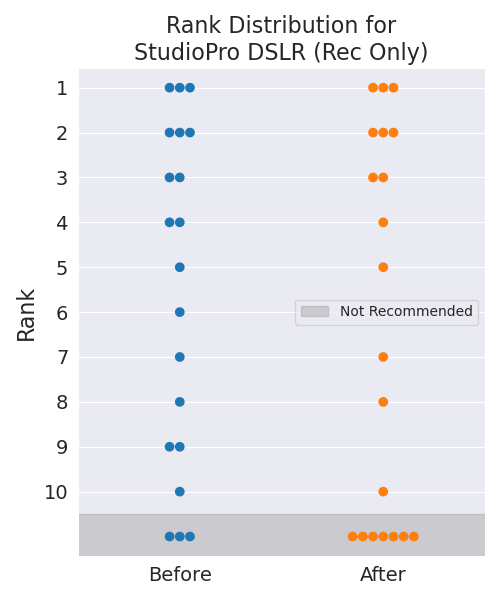 Rank Distribution for
StudioPro DSLR (Rec Only)
Rank
1
2
3
4
5
6
7
8
9
10
Not Recommended
Before
After